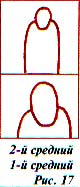 2-й средний
1-й средний
Рис. 17